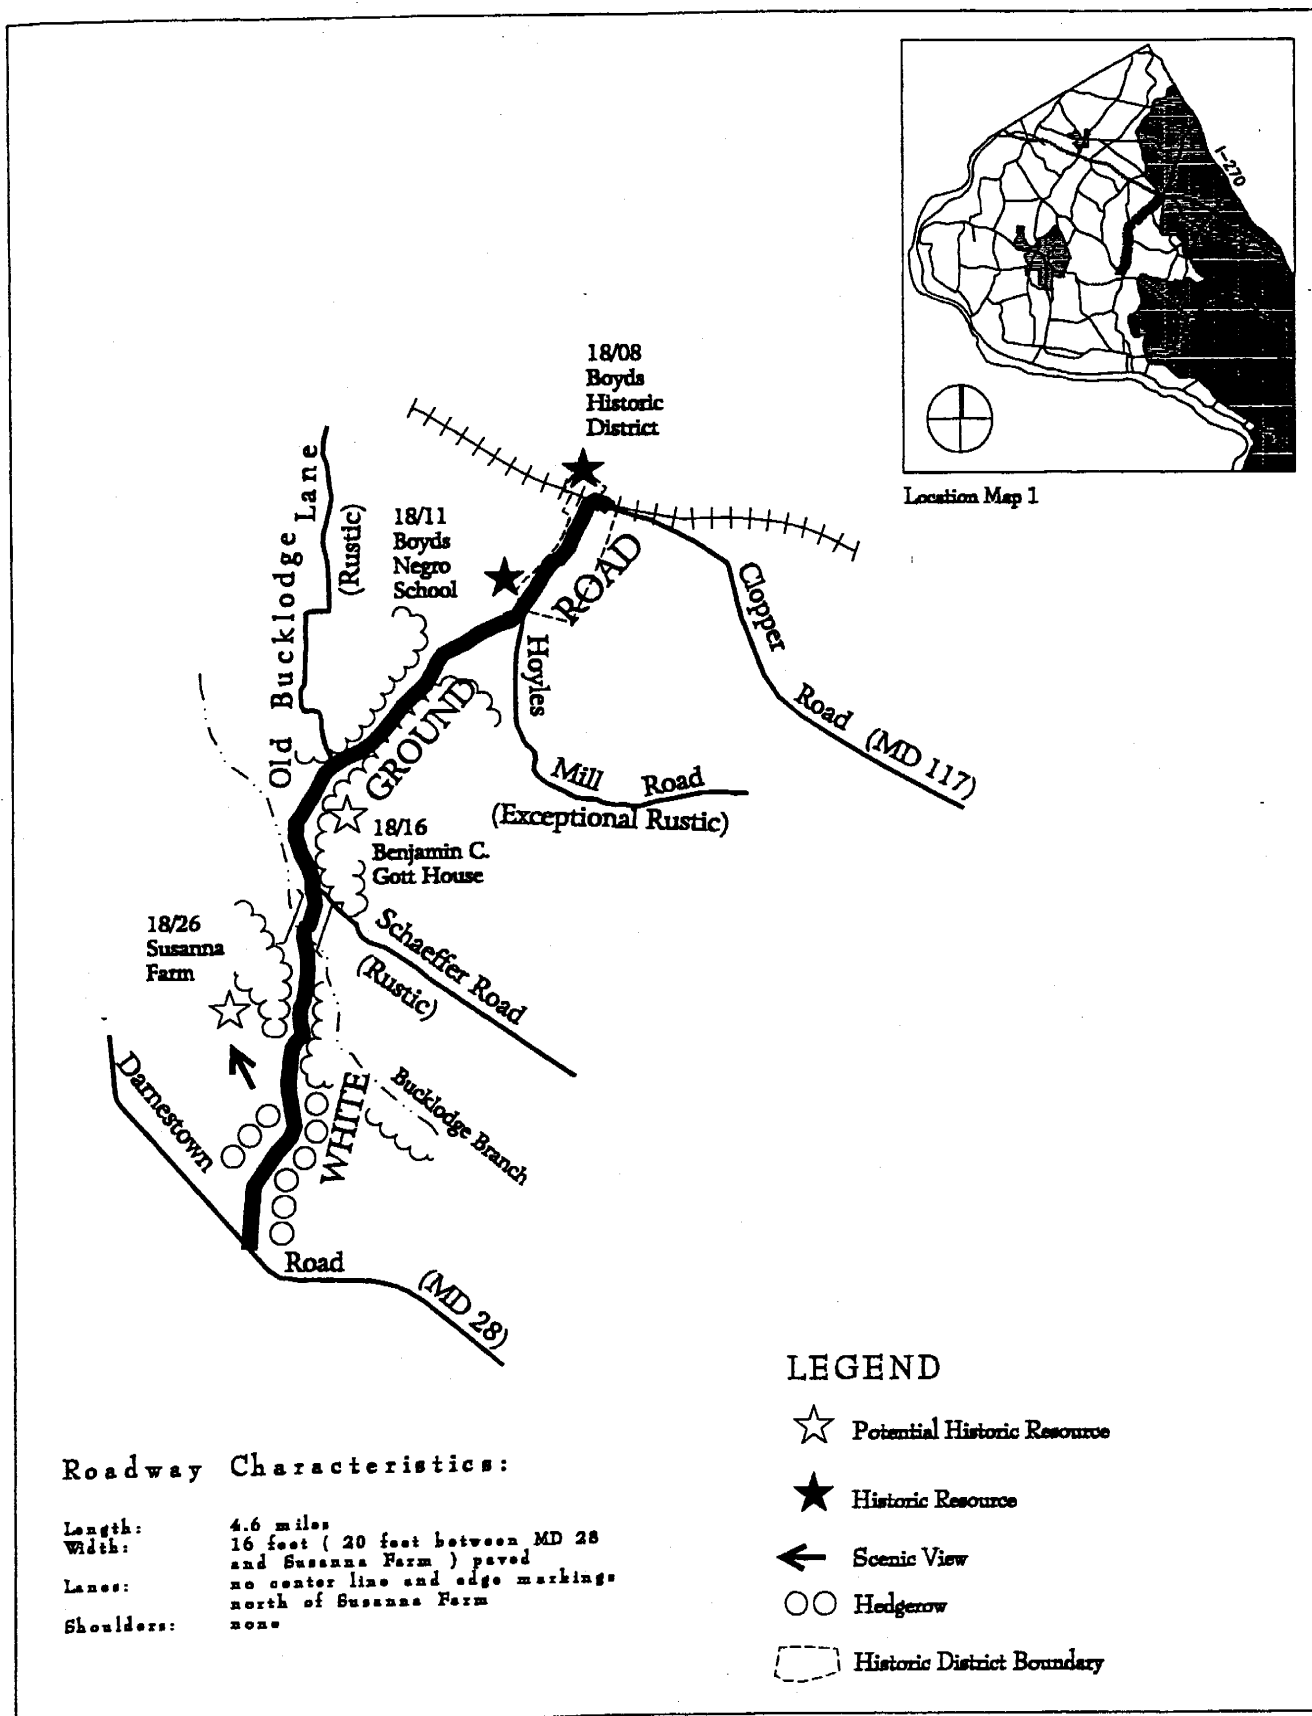 I-270
Location Map 1
18/08
Boyds
Historic
District
18/11
Boyds
Negro
School
Old Bucklodge Lane
(Rustic)
WHITE GROUND ROAD
Hoyles
Mill Road
(Exceptional Rustic)
Clopper
Road (MD 117)
18/16
Benjamin C.
Gott House
18/26
Susanna
Farm
Schaeffer Road
(Rustic)
Bucklodge Branch
Darnestown
Road (MD 28)
LEGEND
Potential Historic Resource
Historic Resource
Scenic View
Hedgerow
Historic District Boundary
Roadway Characteristics:
Length: 4.6 miles
Width: 16 feet ( 20 feet between MD 28
and Susanna Farm ) paved
Lanes: no center line and edge markings
north of Susanna Farm
Shoulders: none